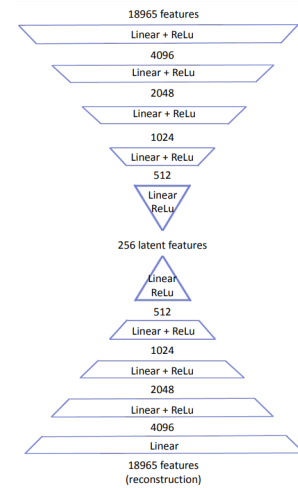 18965 features
Linear + ReLu
4096
Linear + ReLu
2048
Linear + ReLu
1024
Linear + ReLu
512
Linear
ReLu
256 latent features
Linear
ReLu
512
Linear + ReLu
1024
Linear + ReLu
2048
Linear + ReLu
4096
Linear
18965 features
(reconstruction)